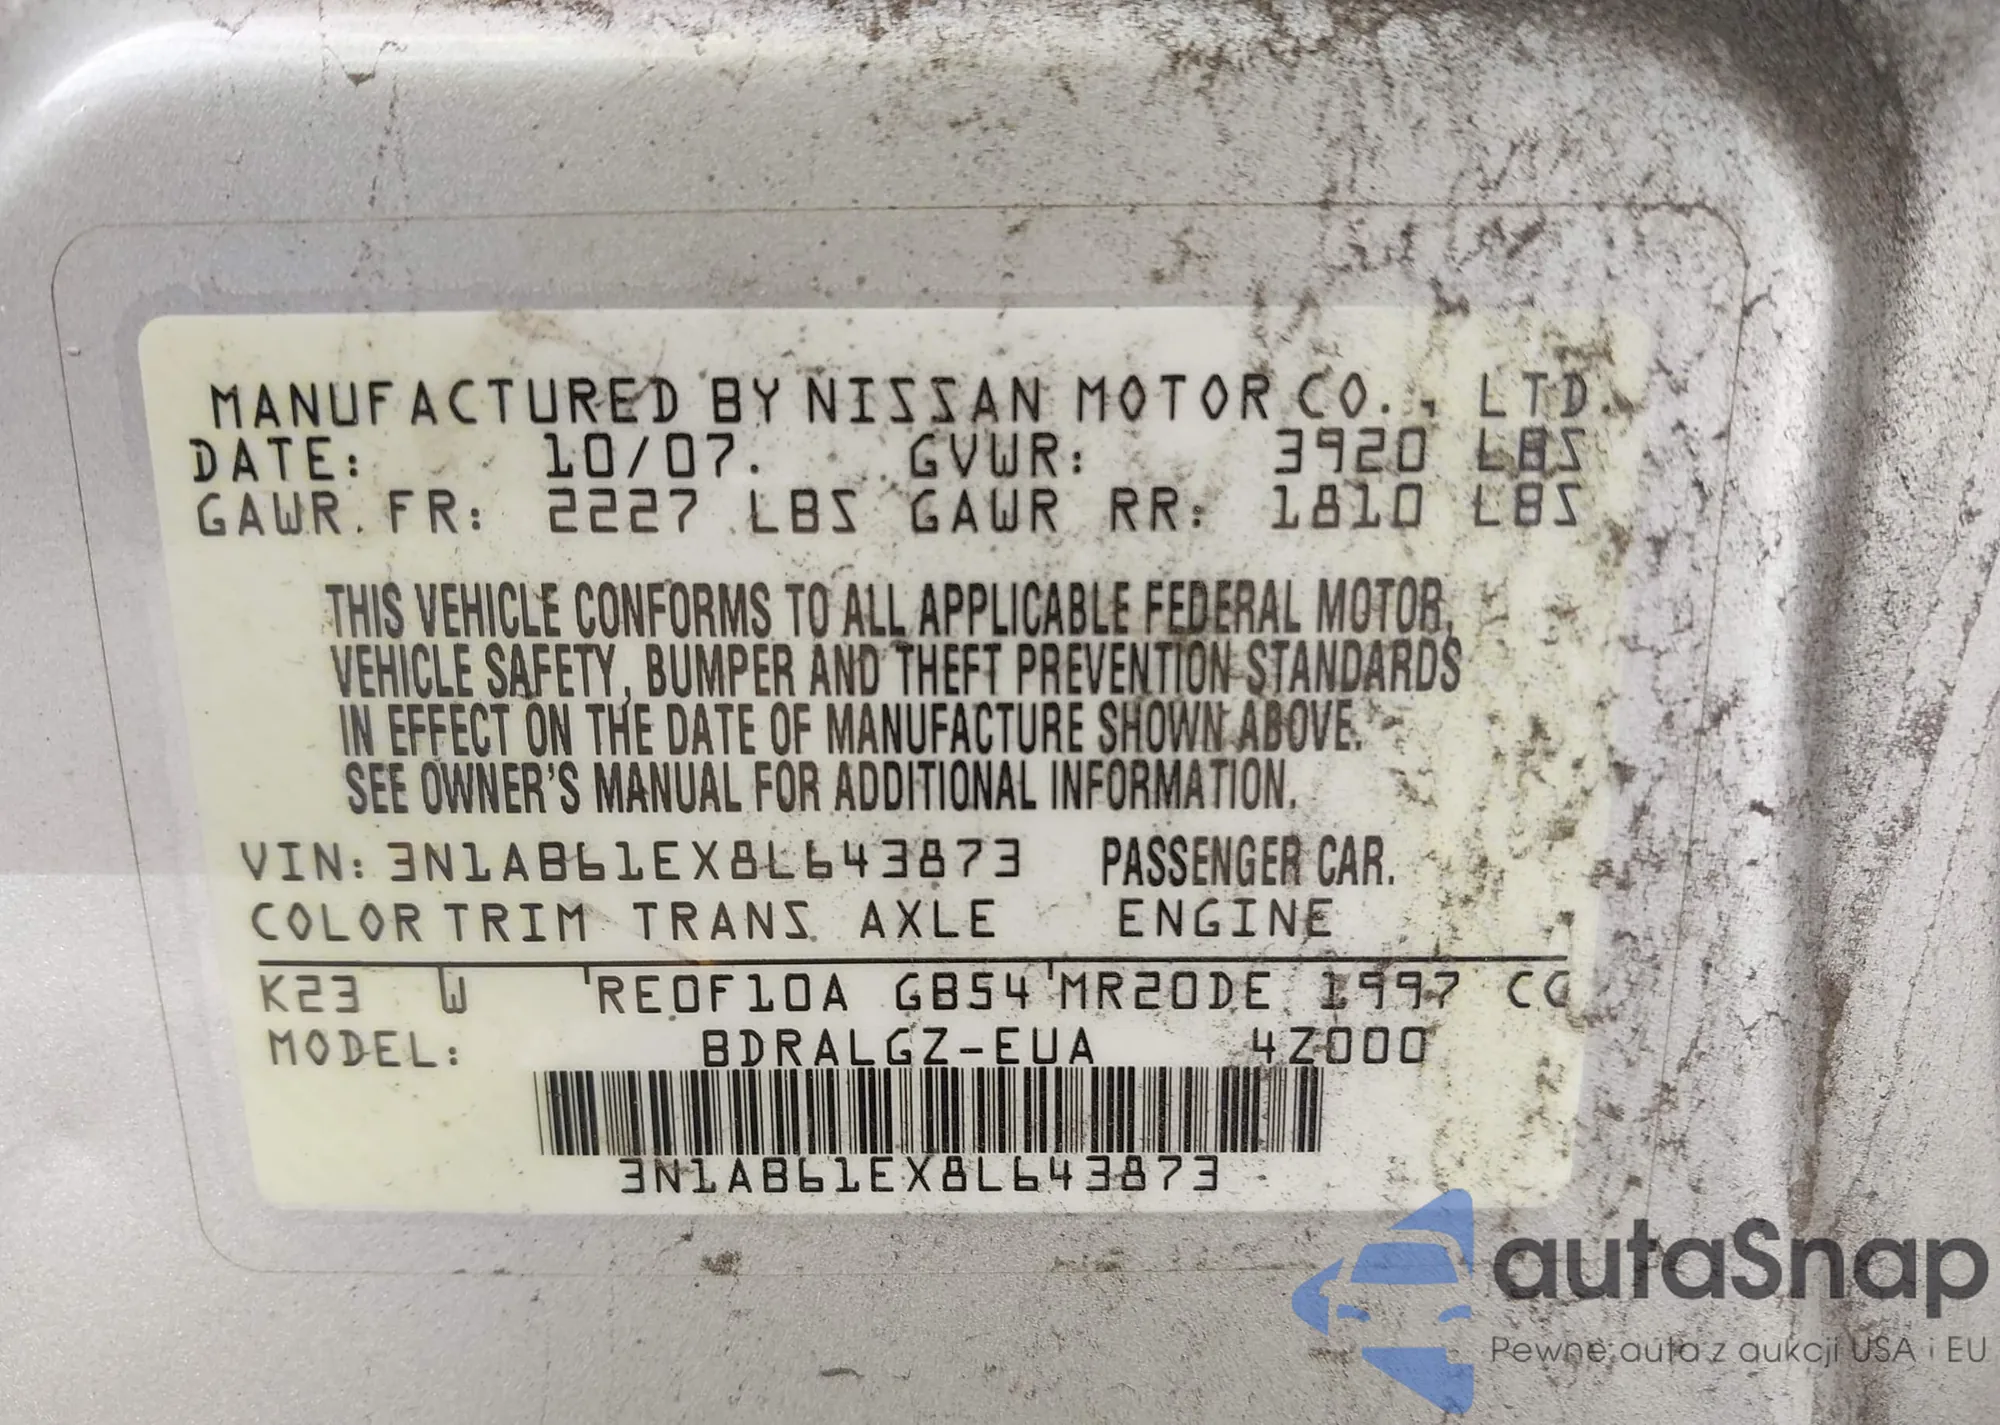 MANUFACTURED BY NISSAN MOTOR CO., LTD.
DATE: 10/07. GVWR: 3920 LBS
GAWR. FR: 2227 LBS GAWR RR: 1810 LBS
THIS VEHICLE CONFORMS TO ALL APPLICABLE FEDERAL MOTOR,
VEHICLE SAFETY, BUMPER AND THEFT PREVENTION STANDARDS
IN EFFECT ON THE DATE OF MANUFACTURE SHOWN ABOVE.
SEE OWNER'S MANUAL FOR ADDITIONAL INFORMATION.
VIN: 3N1AB61EX8L643873 PASSENGER CAR.
COLOR TRIM TRANS. AXLE ENGINE
K23 W 'RE0F10A GB54'MR20DE 1997 CC
MODEL: BDRALGZ-EUA 4Z000
3N1AB61EX8L643873
autaSnap
Pewne auta z aukcji USA i EU